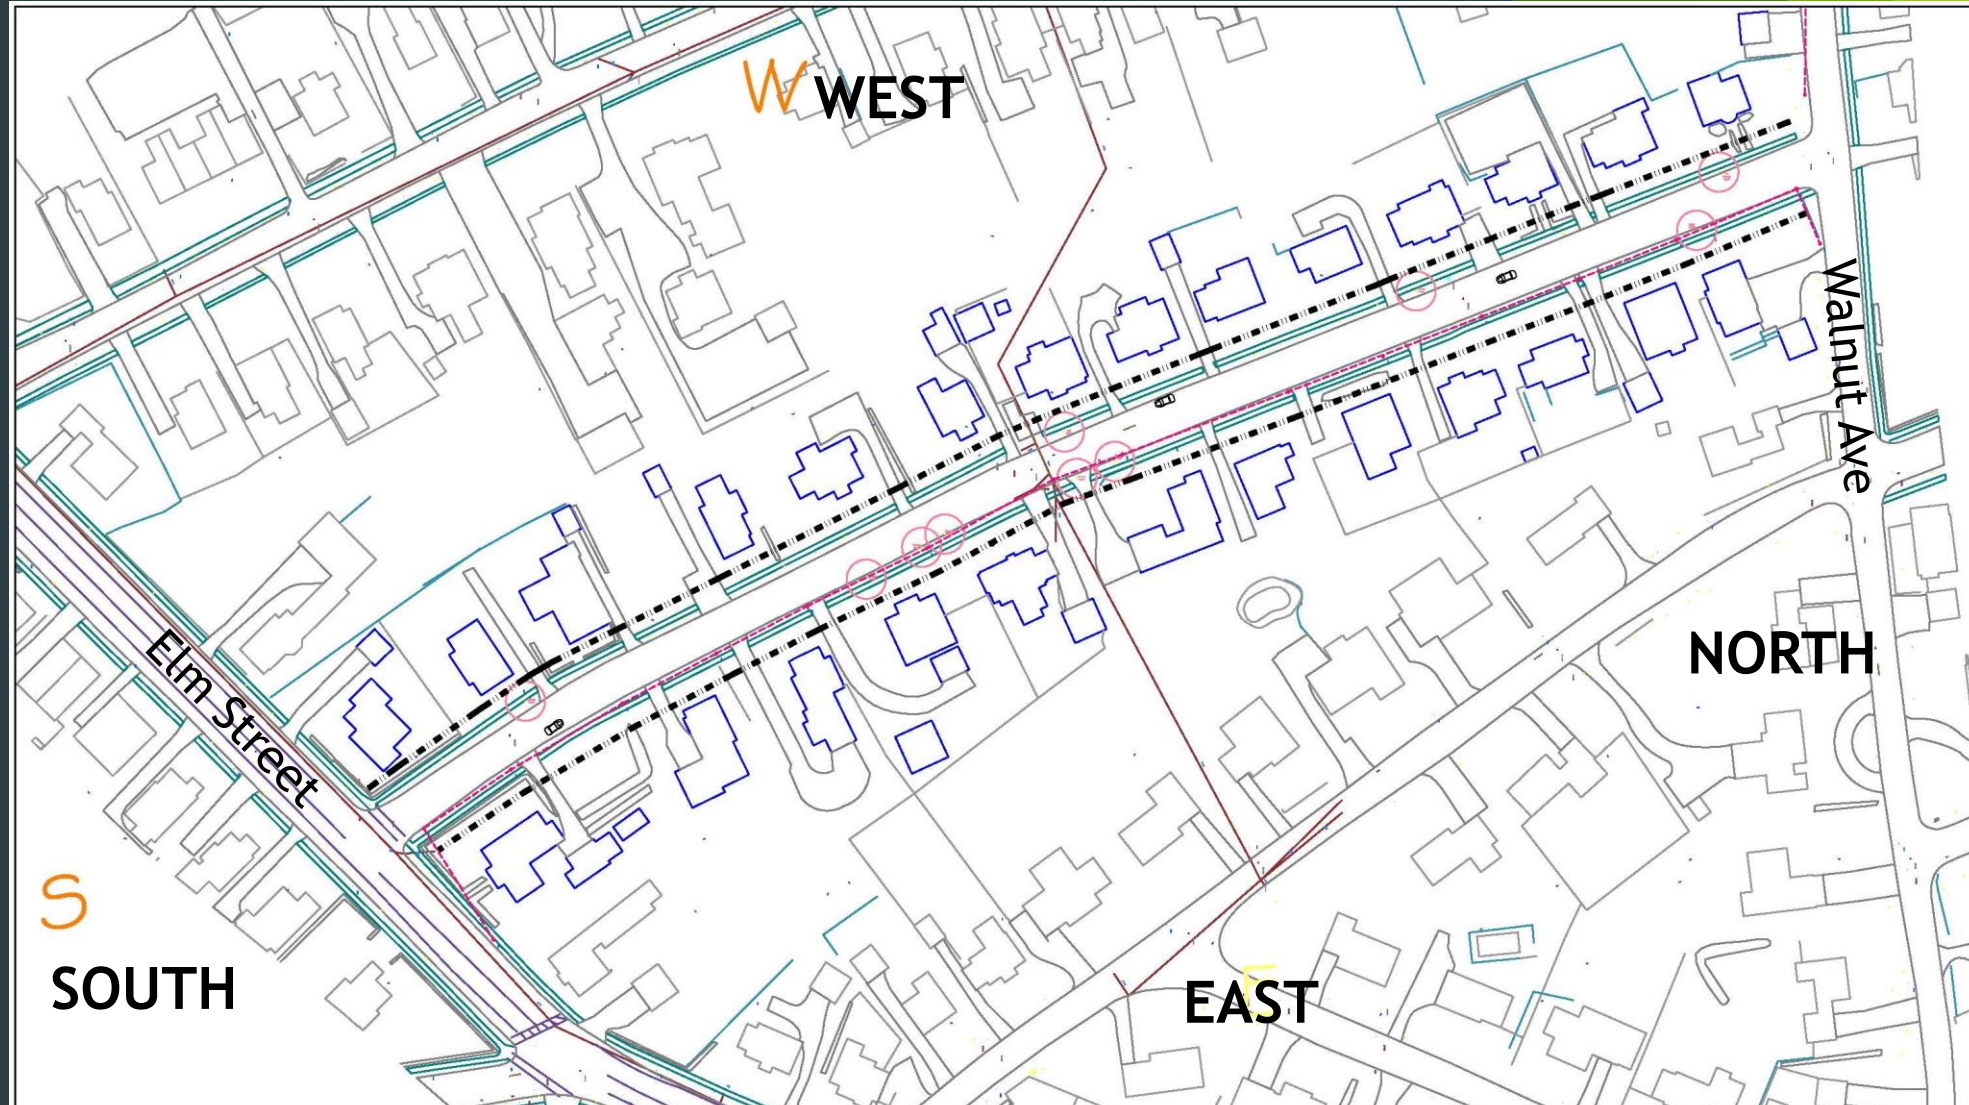 W WEST
Walnut Ave
Elm Street
NORTH
S
SOUTH
E
EAST